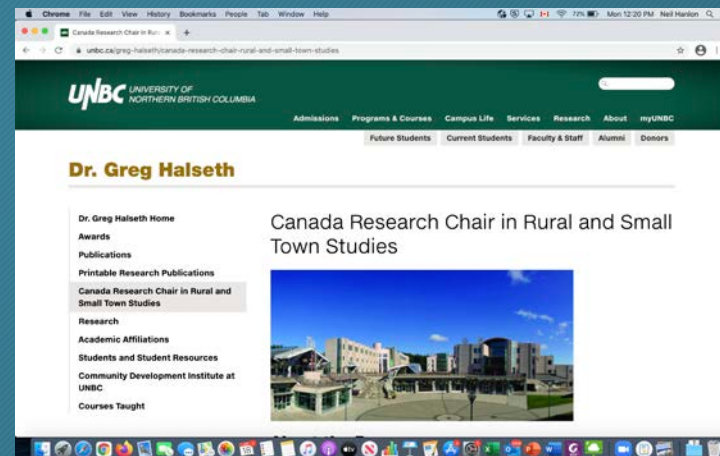 Chrome File Edit View History Bookmarks People Tab Window Help 72% Mon 12:20 PM Neil Hanlon
Canada Research Chair in Rur
unbc.ca/greg-halseth/canada-research-chair-rural-and-small-town-studies
UNBC UNIVERSITY OF
NORTHERN BRITISH COLUMBIA
Admissions Programs & Courses Campus Life Services Research About myUNBC
Future Students Current Students Faculty & Staff Alumni Donors
Dr. Greg Halseth
Dr. Greg Halseth Home
Awards
Publications
Printable Research Publications
Canada Research Chair in Rural and
Small Town Studies
Research
Academic Affiliations
Students and Student Resources
Community Development Institute at
UNBC
Courses Taught
Canada Research Chair in Rural and Small
Town Studies